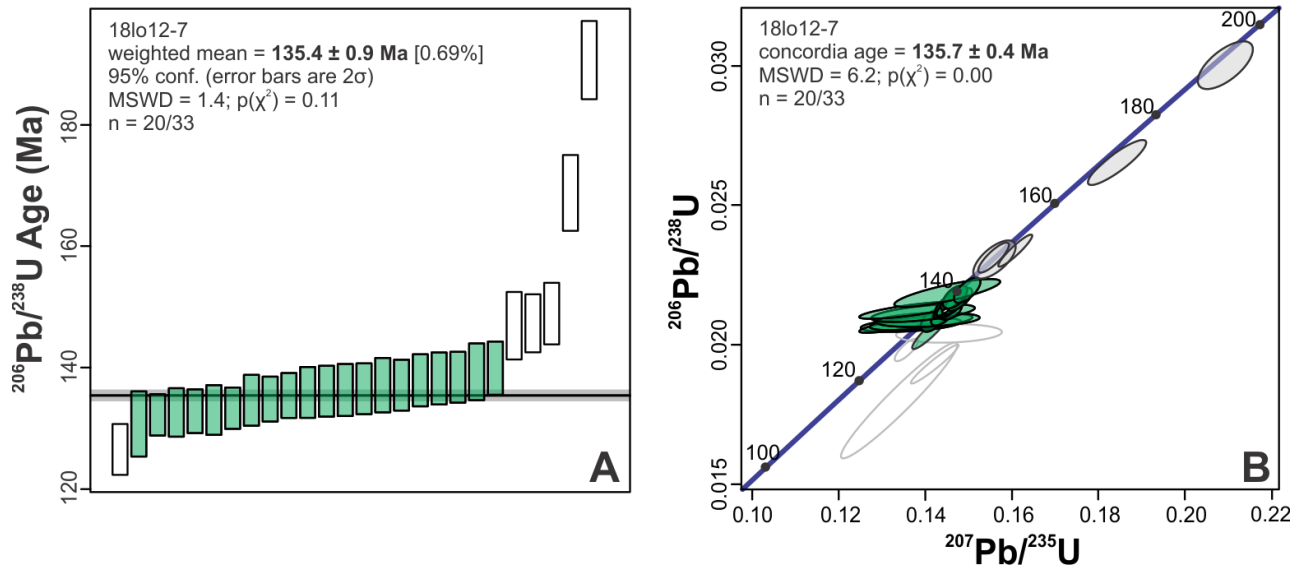 18lo12-7
weighted mean = 135.4 ± 0.9 Ma [0.69%]
95% conf. (error bars are 2σ)
MSWD = 1.4; p(χ²) = 0.11
n = 20/33
²⁰⁶Pb/²³⁸U Age (Ma)
180
160
140
120
A
18lo12-7
concordia age = 135.7 ± 0.4 Ma
MSWD = 6.2; p(χ²) = 0.00
n = 20/33
²⁰⁶Pb/²³⁸U
0.030
0.025
0.020
0.015
200
180
160
140
120
100
B
0.10 0.12 0.14 0.16 0.18 0.20 0.22
²⁰⁷Pb/²³⁵U